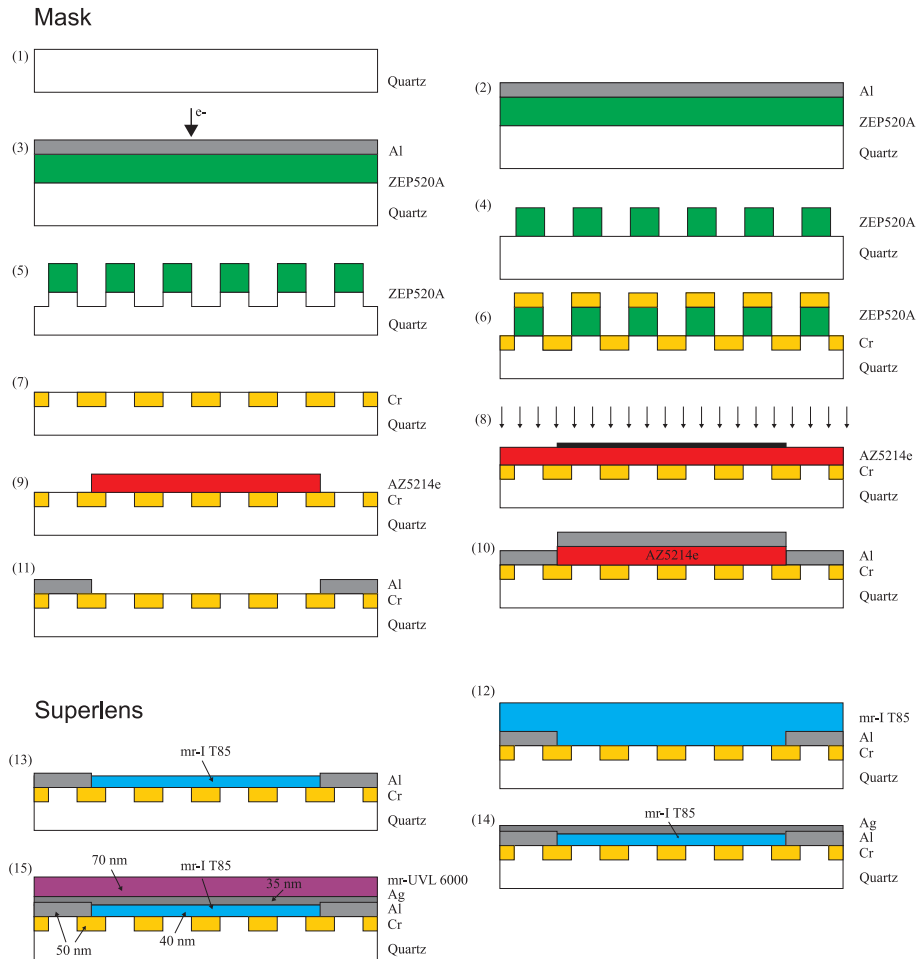 Mask
(1)
Quartz
(2)
Al
ZEP520A
Quartz
e-
(3)
Al
ZEP520A
Quartz
(4)
ZEP520A
Quartz
(5)
ZEP520A
Quartz
(6)
ZEP520A
Cr
Quartz
(7)
Cr
Quartz
(8)
AZ5214e
Cr
Quartz
(9)
AZ5214e
Cr
Quartz
(10)
AZ5214e
Al
Cr
Quartz
(11)
Al
Cr
Quartz
Superlens
(12)
mr-I T85
Al
Cr
Quartz
(13)
mr-I T85
Al
Cr
Quartz
(14)
mr-I T85
Ag
Al
Cr
Quartz
(15)
70 nm
mr-I T85
35 nm
mr-UVL 6000
Ag
Al
Cr
50 nm
40 nm
Quartz